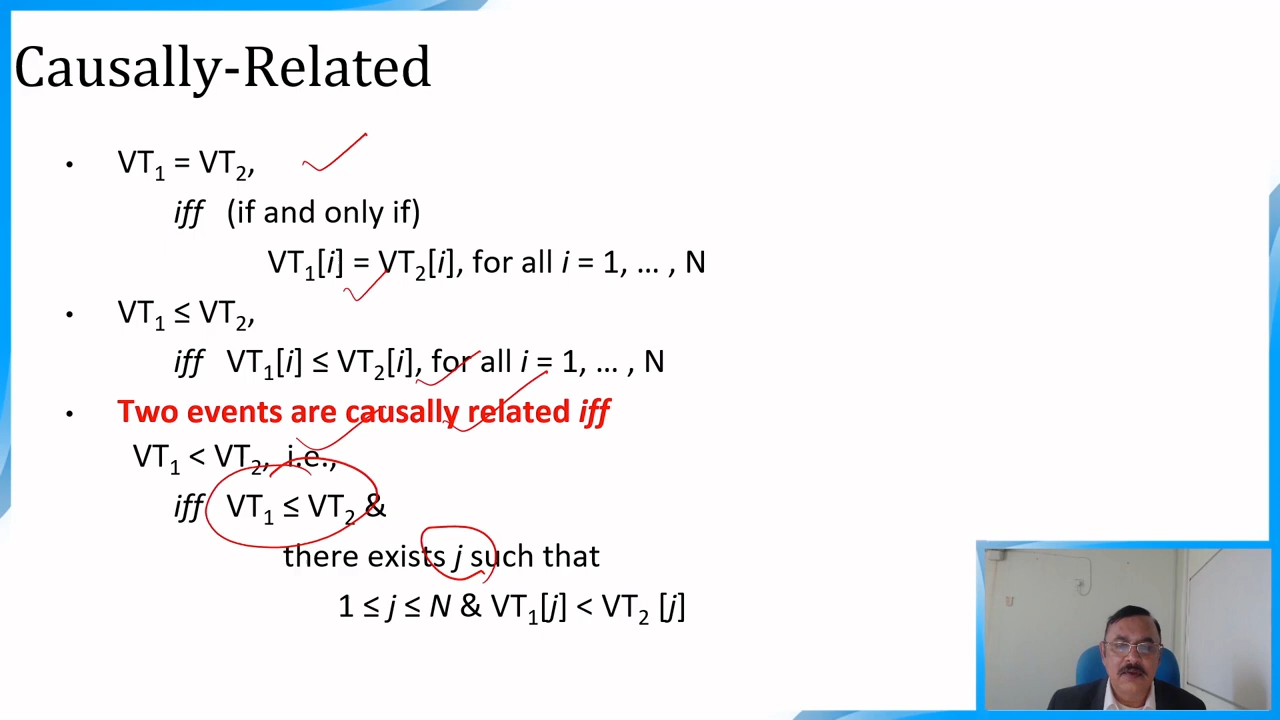 Causally-Related
• VT₁ = VT₂,
iff (if and only if)
VT₁[i] = VT₂[i], for all i = 1, … , N
• VT₁ ≤ VT₂,
iff VT₁[i] ≤ VT₂[i], for all i = 1, … , N
• Two events are causally related iff
VT₁ < VT₂, i.e.,
iff VT₁ ≤ VT₂ &
there exists j such that
1 ≤ j ≤ N & VT₁[j] < VT₂ [j]